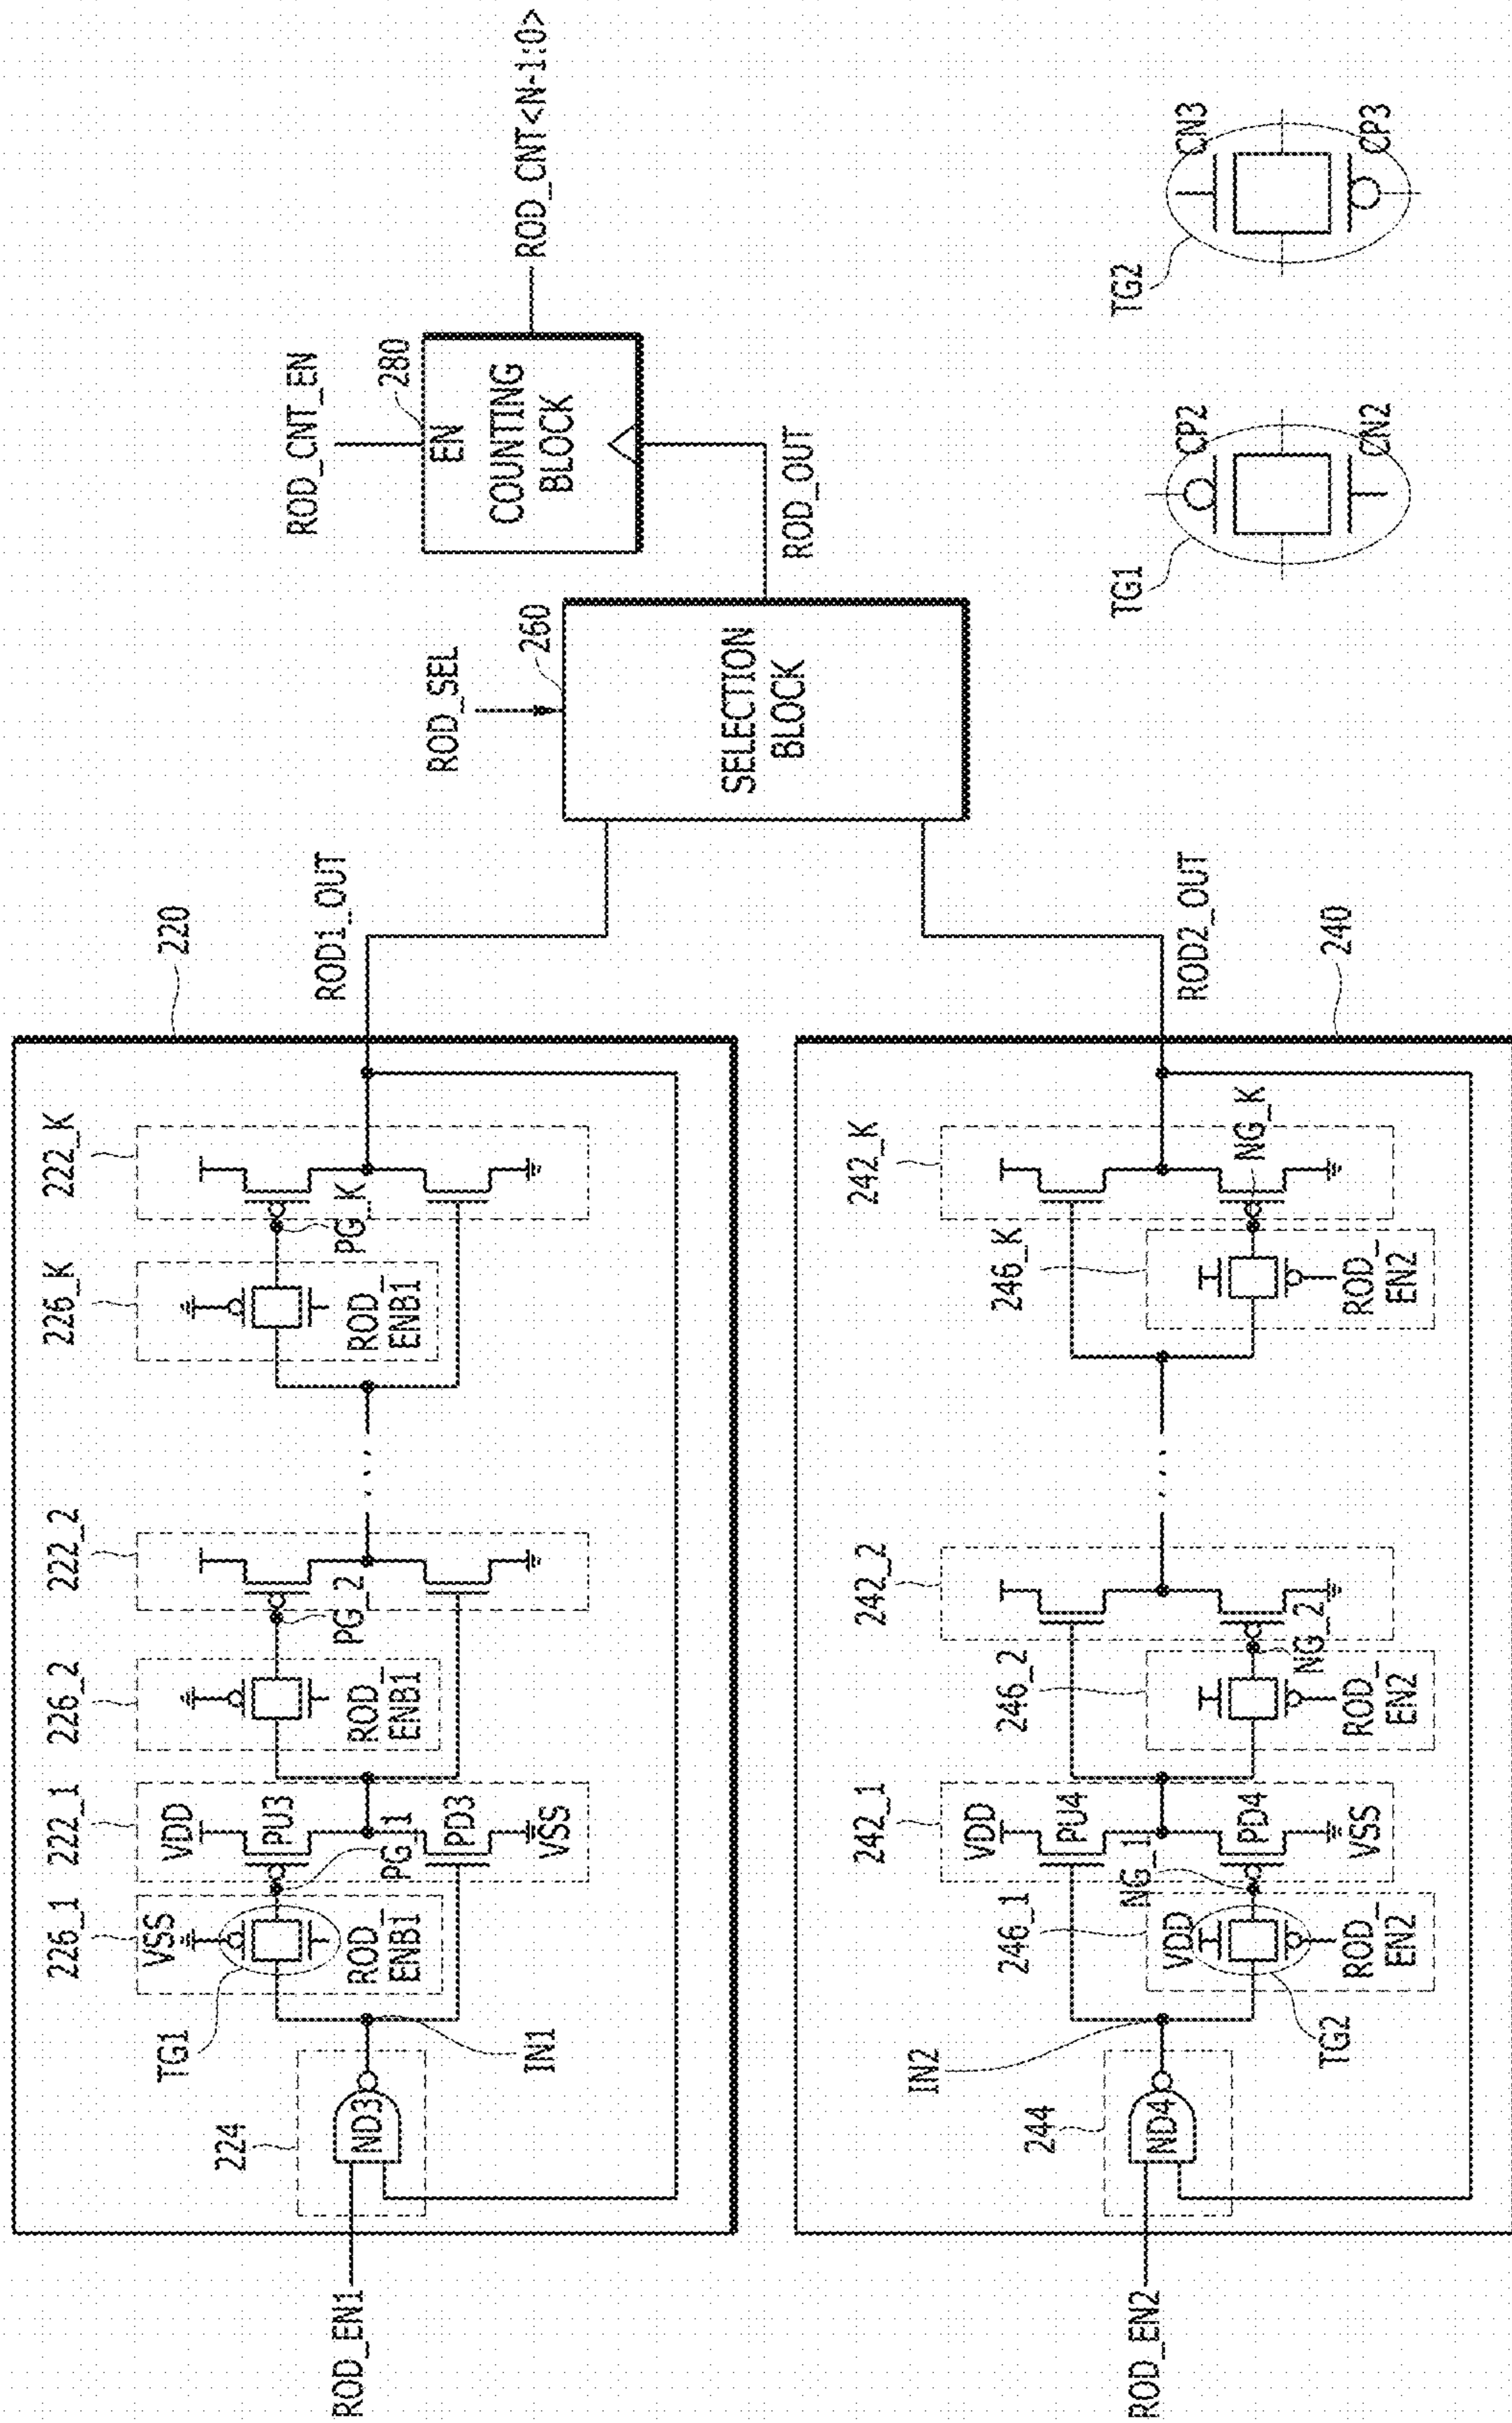 220
226_1
222_1
226_2
222_2
226_K
222_K
VSS
VDD
TG1
PU3
224
PG_1
PG_2
PG_K
ROD_EN1
ND3
ROD_
ENB1
ROD_
ENB1
ROD_
ENB1
PD3
VSS
IN1
ROD1_OUT
ROD_SEL
260
SELECTION
BLOCK
ROD_CNT_EN
280
EN
COUNTING
BLOCK
ROD_OUT
ROD_CNT<N-1:0>
242_1
242_2
242_K
IN2
VDD
246_1
246_2
246_K
PU4
244
NG_1
ROD_EN2
ND4
VDD
PD4
NG_2
NG_K
TG2
ROD_
EN2
VSS
ROD_
EN2
ROD_
EN2
ROD2_OUT
240
TG1
CP2
CN2
TG2
CN3
CP3